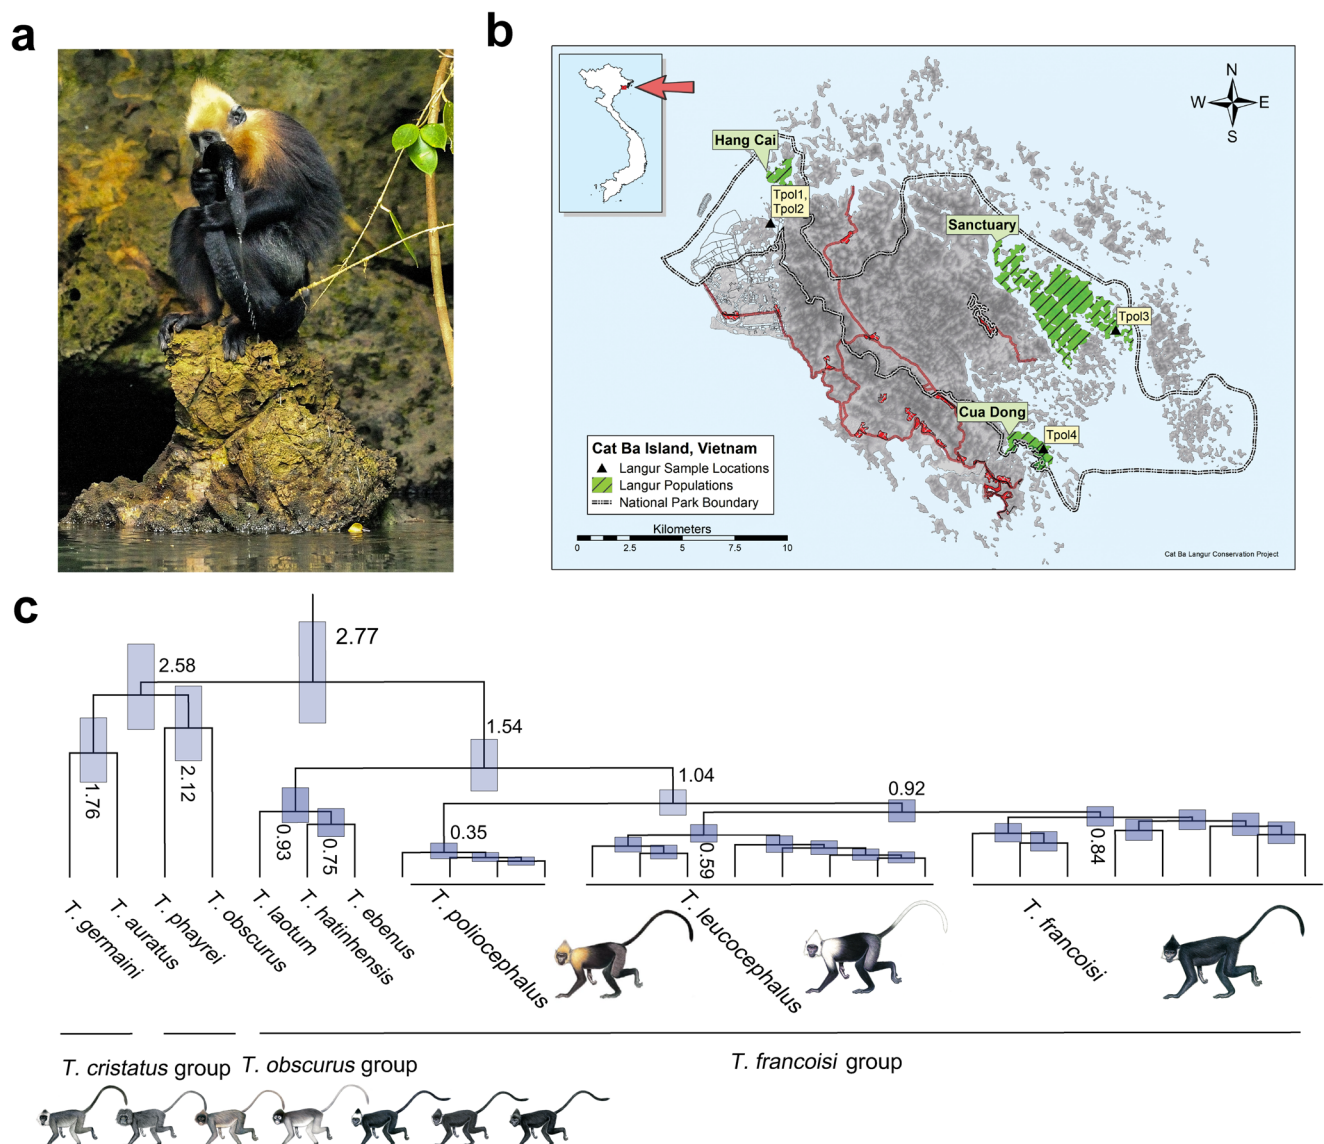 a
b
N
W E
S
Hang Cai
Tpol1,
Tpol2
Sanctuary
Tpol3
Cua Dong
Tpol4
Cat Ba Island, Vietnam
Langur Sample Locations
Langur Populations
National Park Boundary
Kilometers
0 2.5 5 7.5 10
Cat Ba Langur Conservation Project
c
2.77
2.58
1.54
1.76
2.12
1.04
0.92
0.93
0.75
0.35
0.59
0.84
T. germaini
T. auratus
T. phayrei
T. obscurus
T. laotum
T. hatinhensis
T. ebenus
T. poliocephalus
T. leucocephalus
T. francoisi
T. cristatus group
T. obscurus group
T. francoisi group